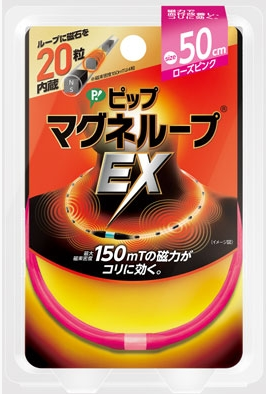 ループに磁石を
20粒
内蔵
N
S
size
50cm
ローズピンク
P!
ピップ
マグネループ®
EX
(イメージ図)
最大
磁束密度
150mTの磁力が
コリに効く。